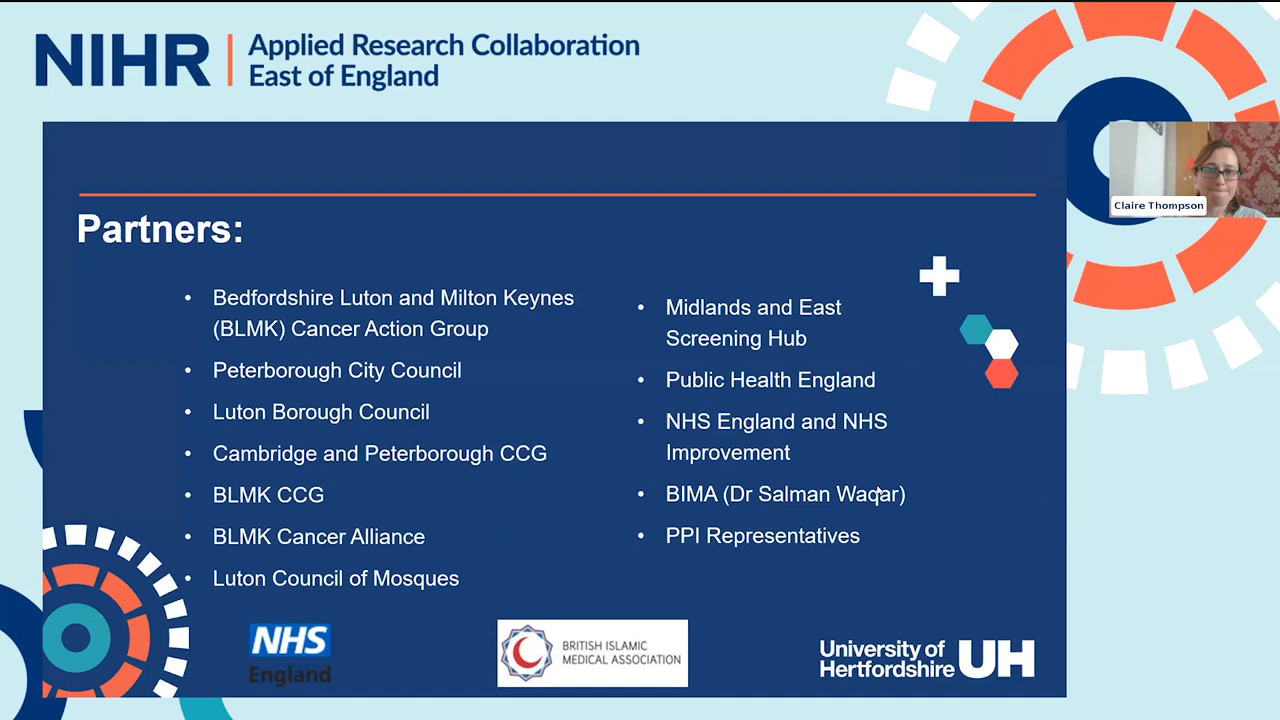 NIHR
Applied Research Collaboration
East of England
Claire Thompson
Partners:
• Bedfordshire Luton and Milton Keynes
(BLMK) Cancer Action Group
• Peterborough City Council
• Luton Borough Council
• Cambridge and Peterborough CCG
• BLMK CCG
• BLMK Cancer Alliance
• Luton Council of Mosques
• Midlands and East
Screening Hub
• Public Health England
• NHS England and NHS
Improvement
• BIMA (Dr Salman Waqar)
• PPI Representatives
NHS
England
BRITISH ISLAMIC
MEDICAL ASSOCIATION
University of
Hertfordshire
UH